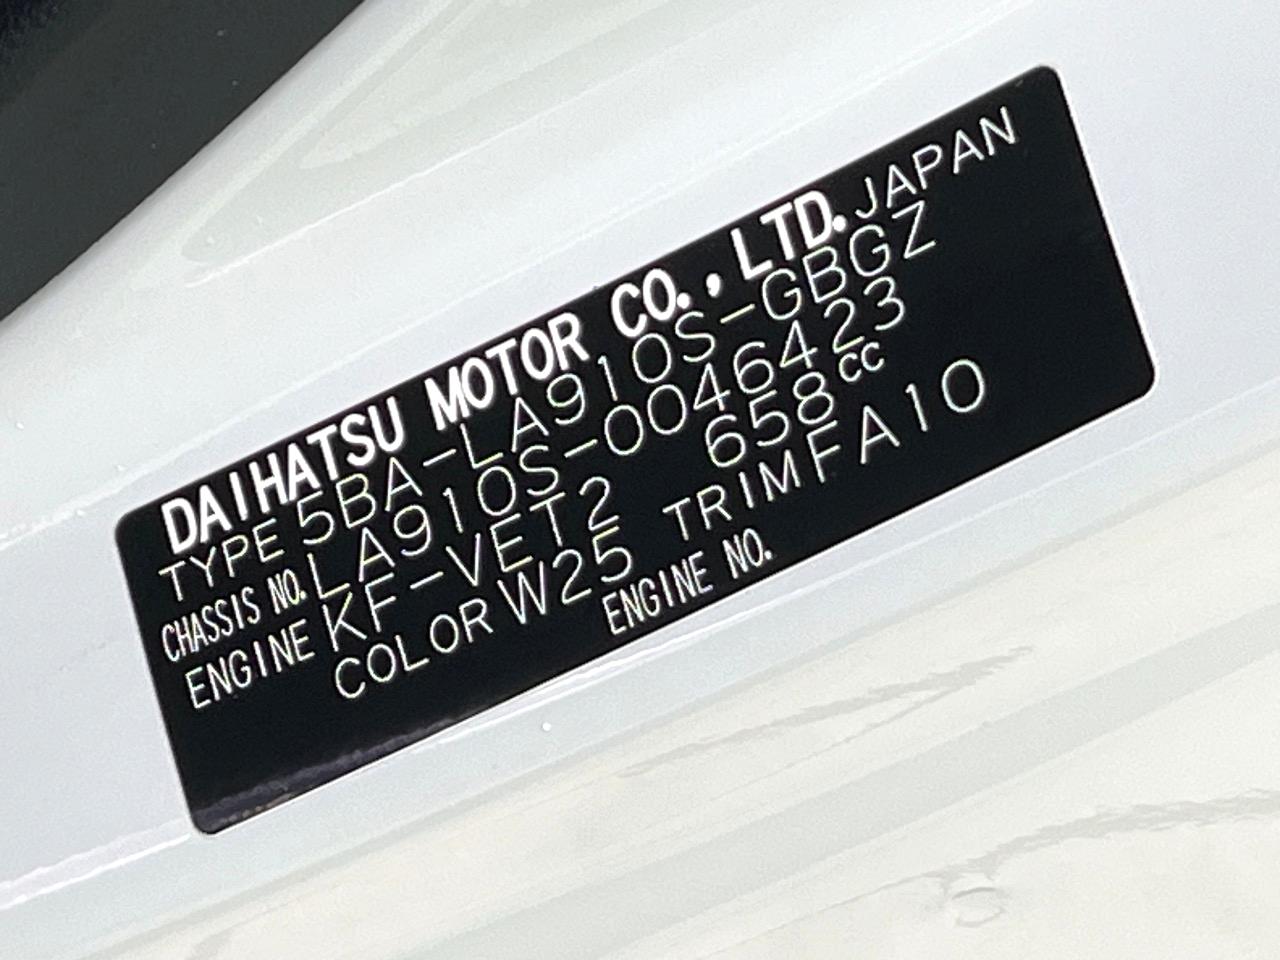 DAIHATSU MOTOR CO., LTD. JAPAN
TYPE 5BA-LA910S-GBGZ
CHASSIS NO. LA910S-0046423
ENGINE KF-VET2 658cc
COLOR W25 TRIM FA10
ENGINE NO.